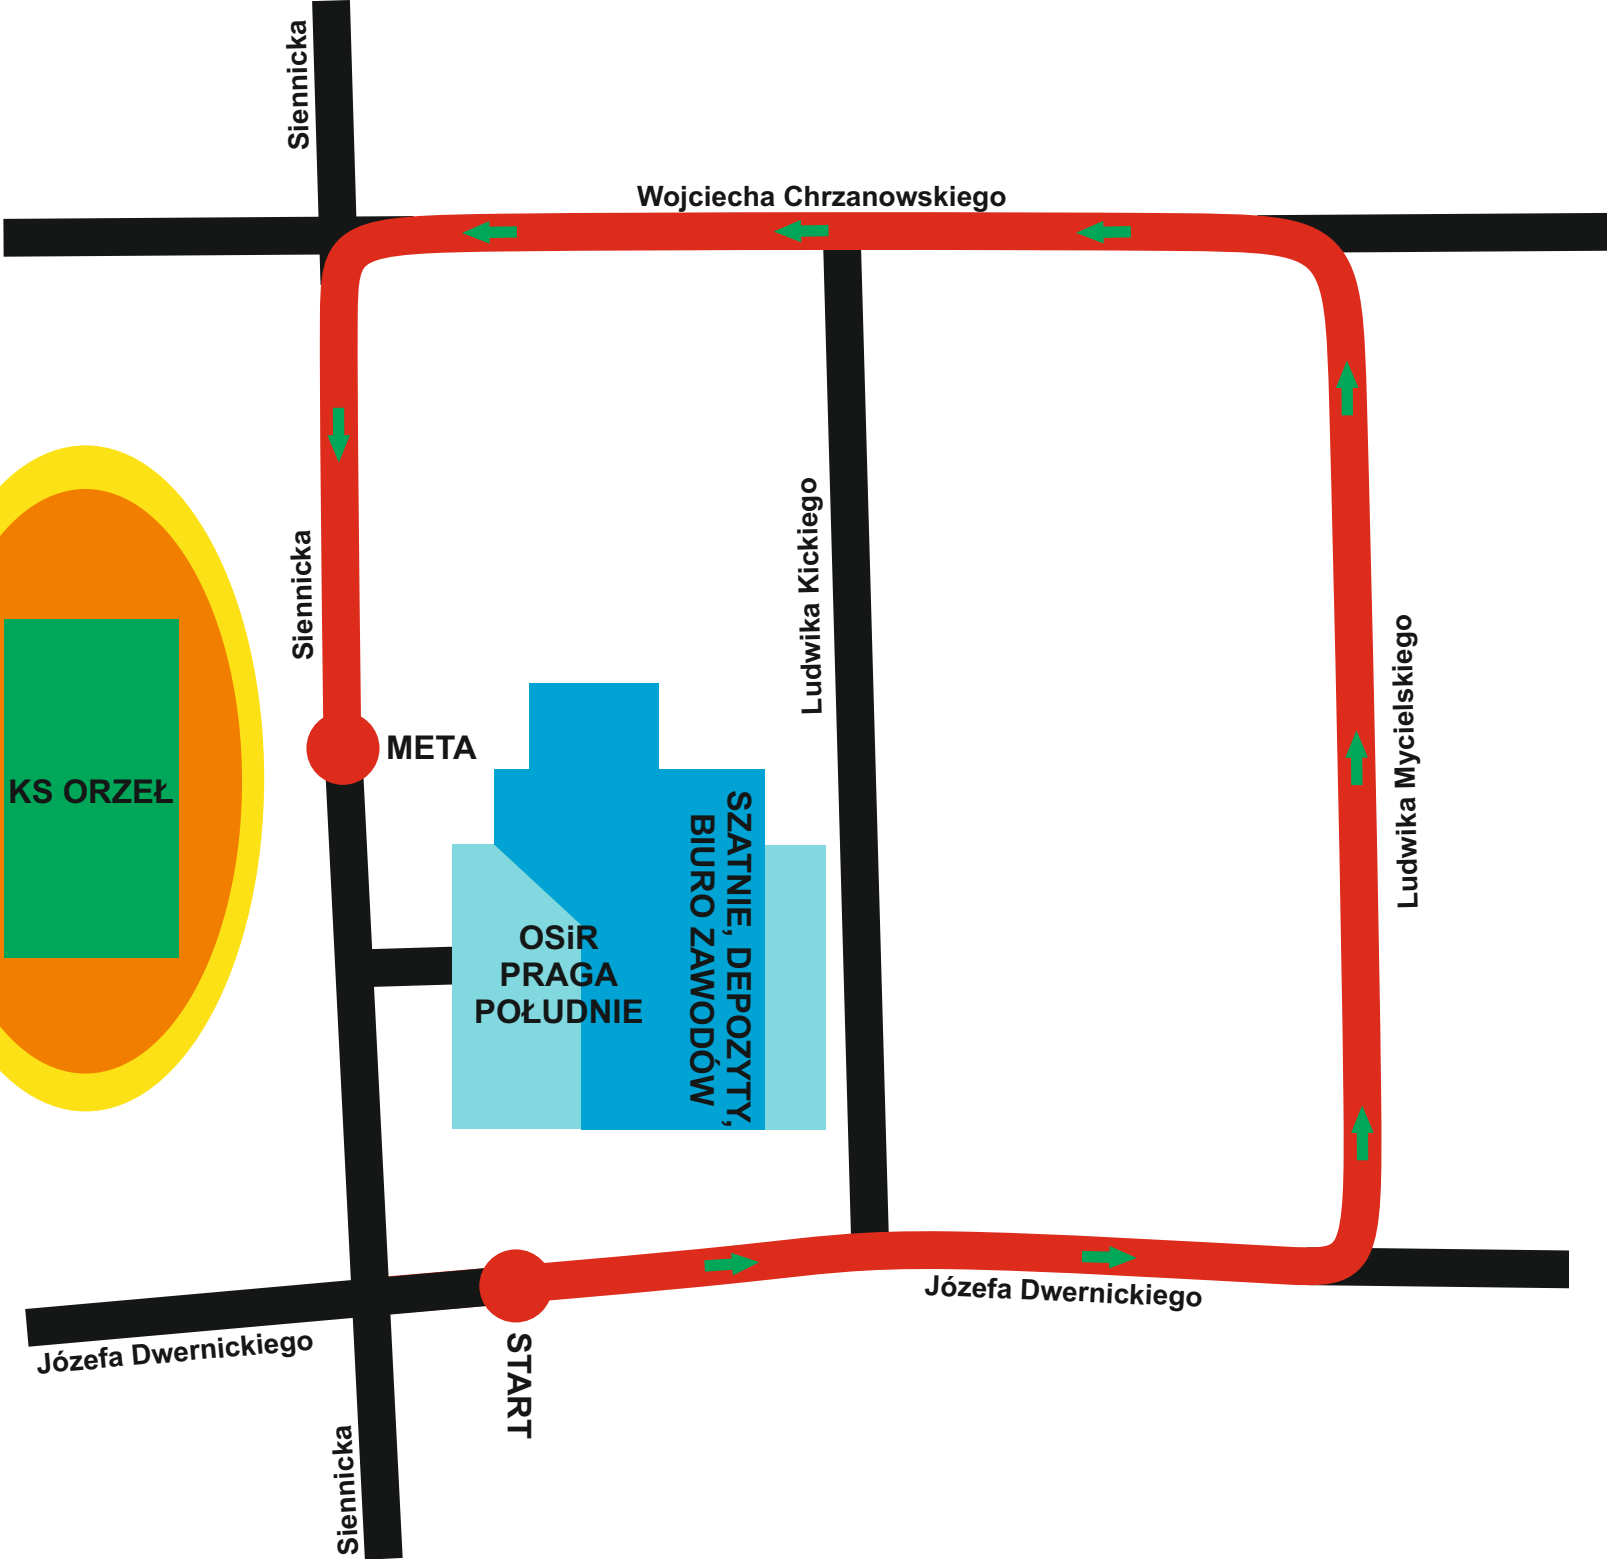 Siennicka
Wojciecha Chrzanowskiego
Siennicka
Ludwika Kickiego
Ludwika Mycielskiego
META
KS ORZEŁ
SZATNIE, DEPOZYTY,
BIURO ZAWODÓW
OSiR
PRAGA
POŁUDNIE
Józefa Dwernickiego
Józefa Dwernickiego
START
Siennicka